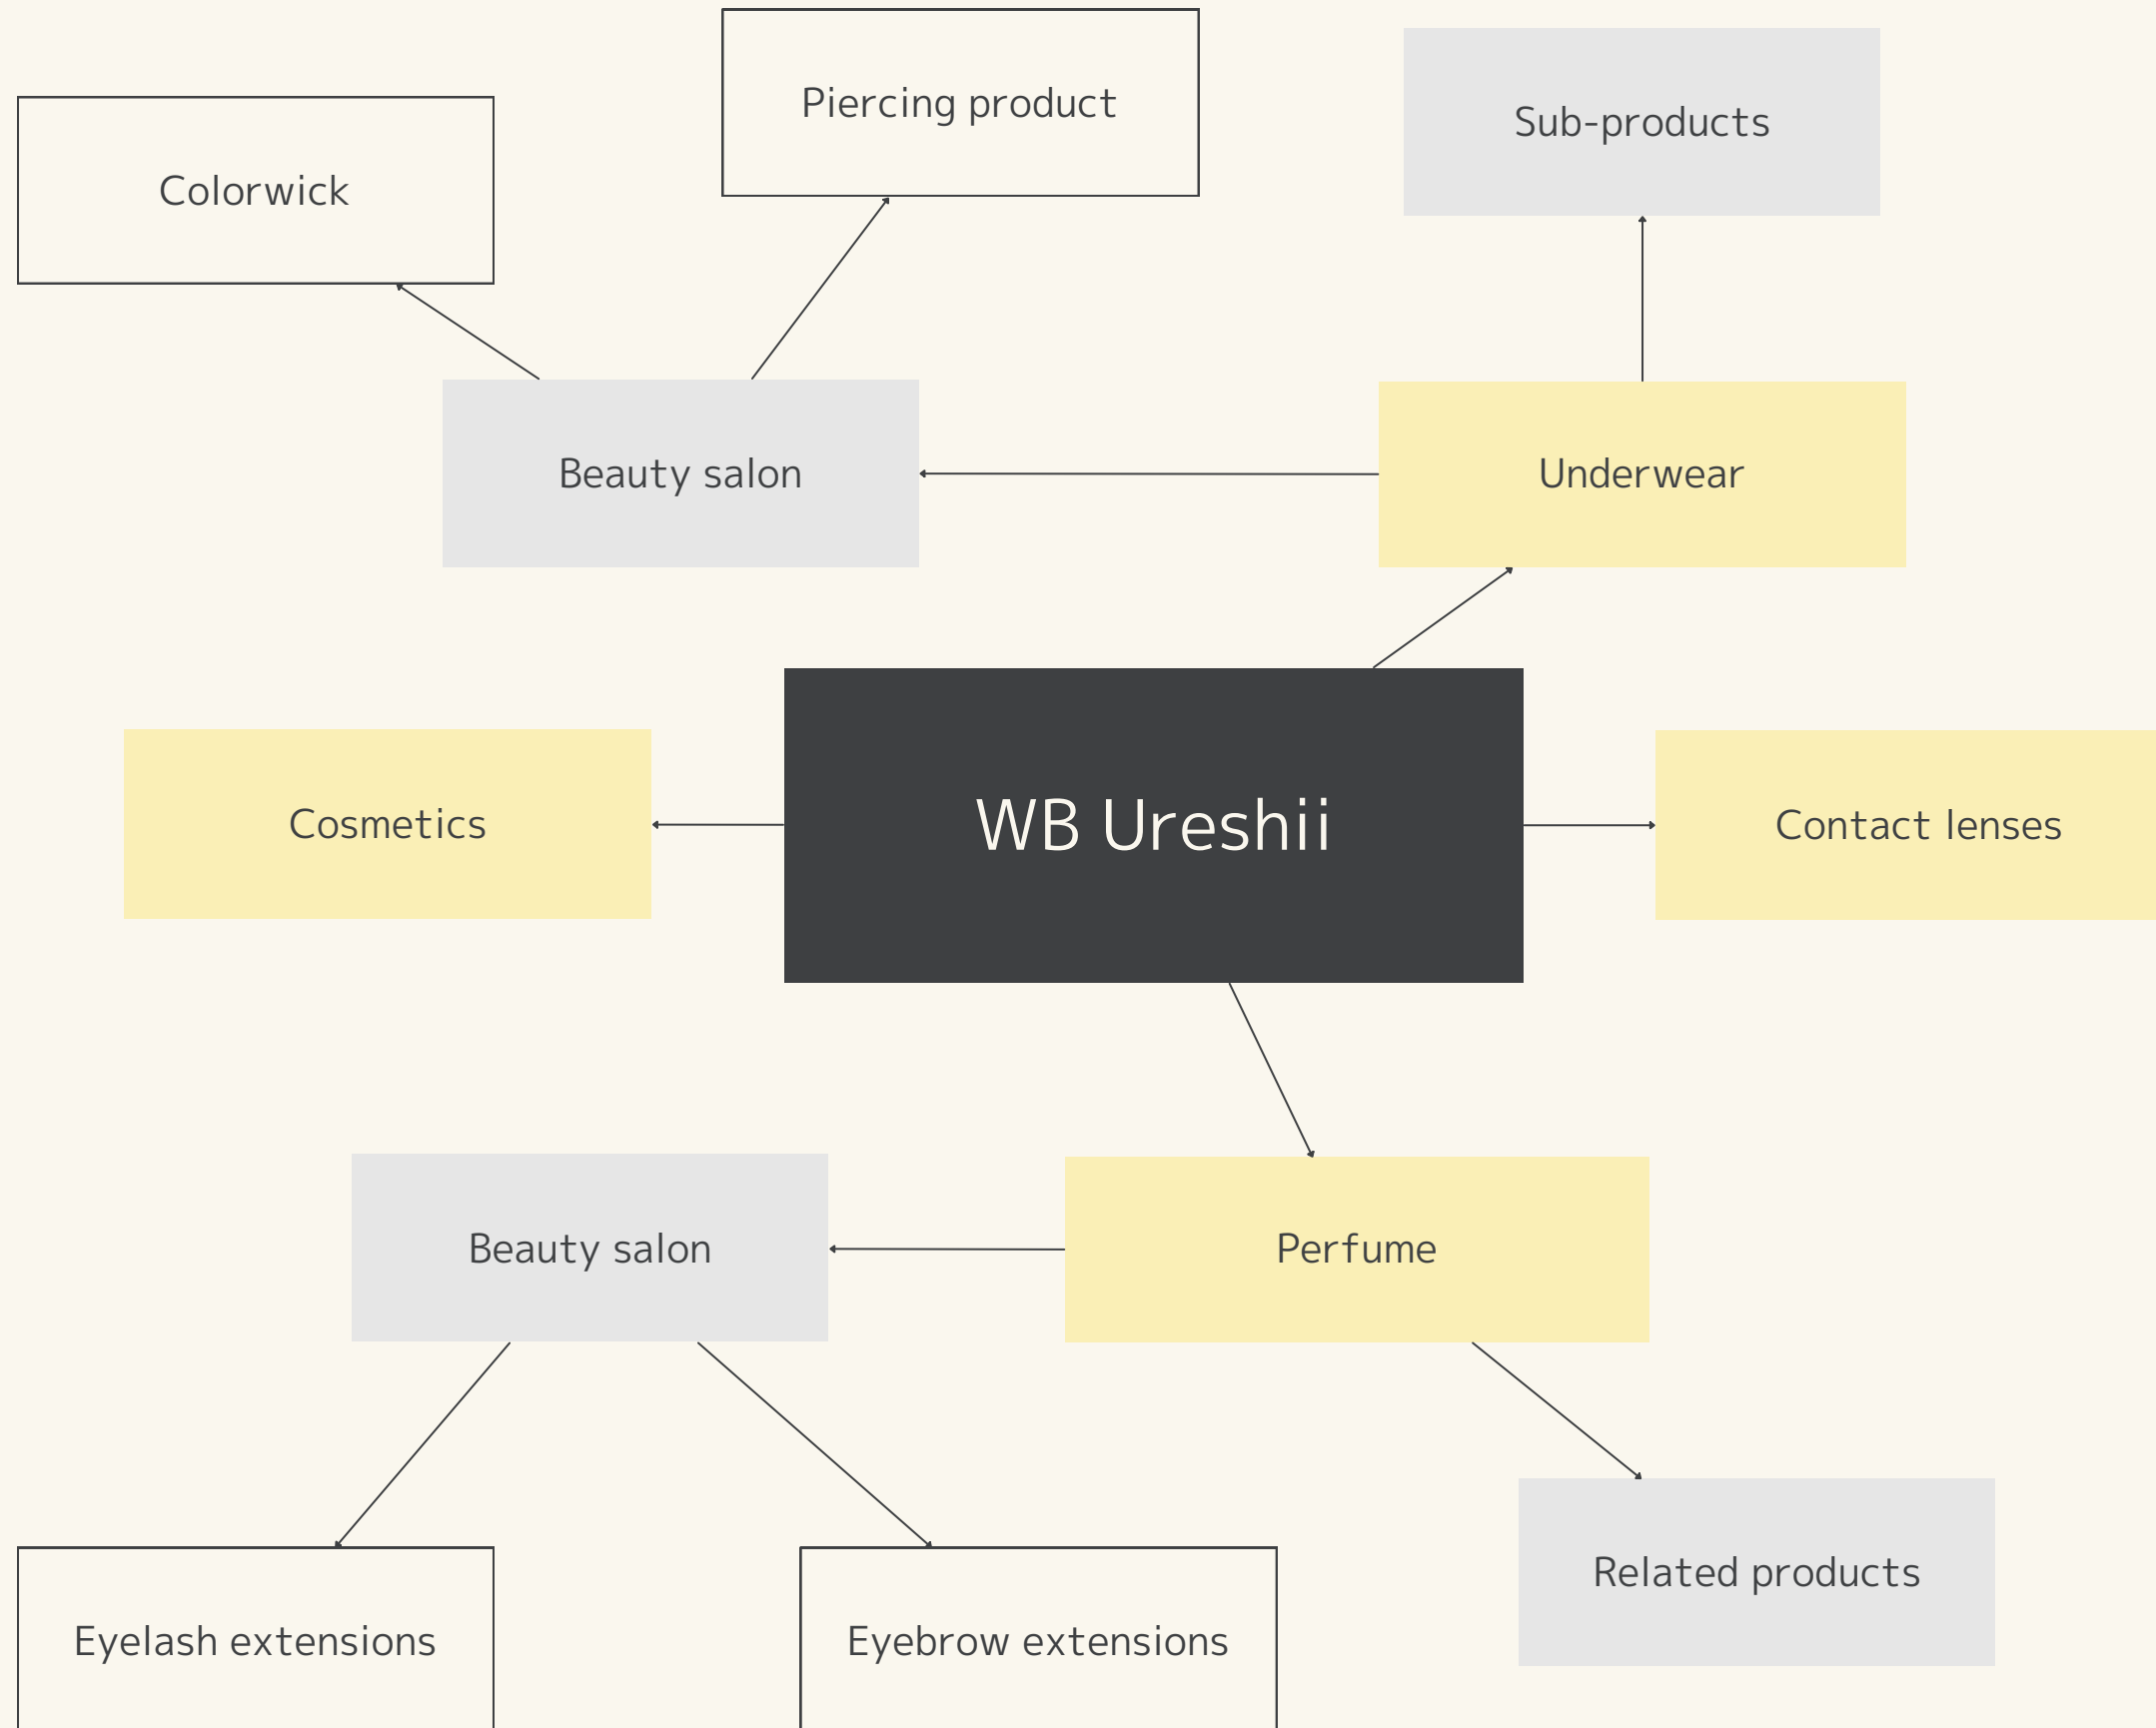 Piercing product
Sub-products
Colorwick
Beauty salon
Underwear
Cosmetics
WB Ureshii
Contact lenses
Beauty salon
Perfume
Related products
Eyelash extensions
Eyebrow extensions